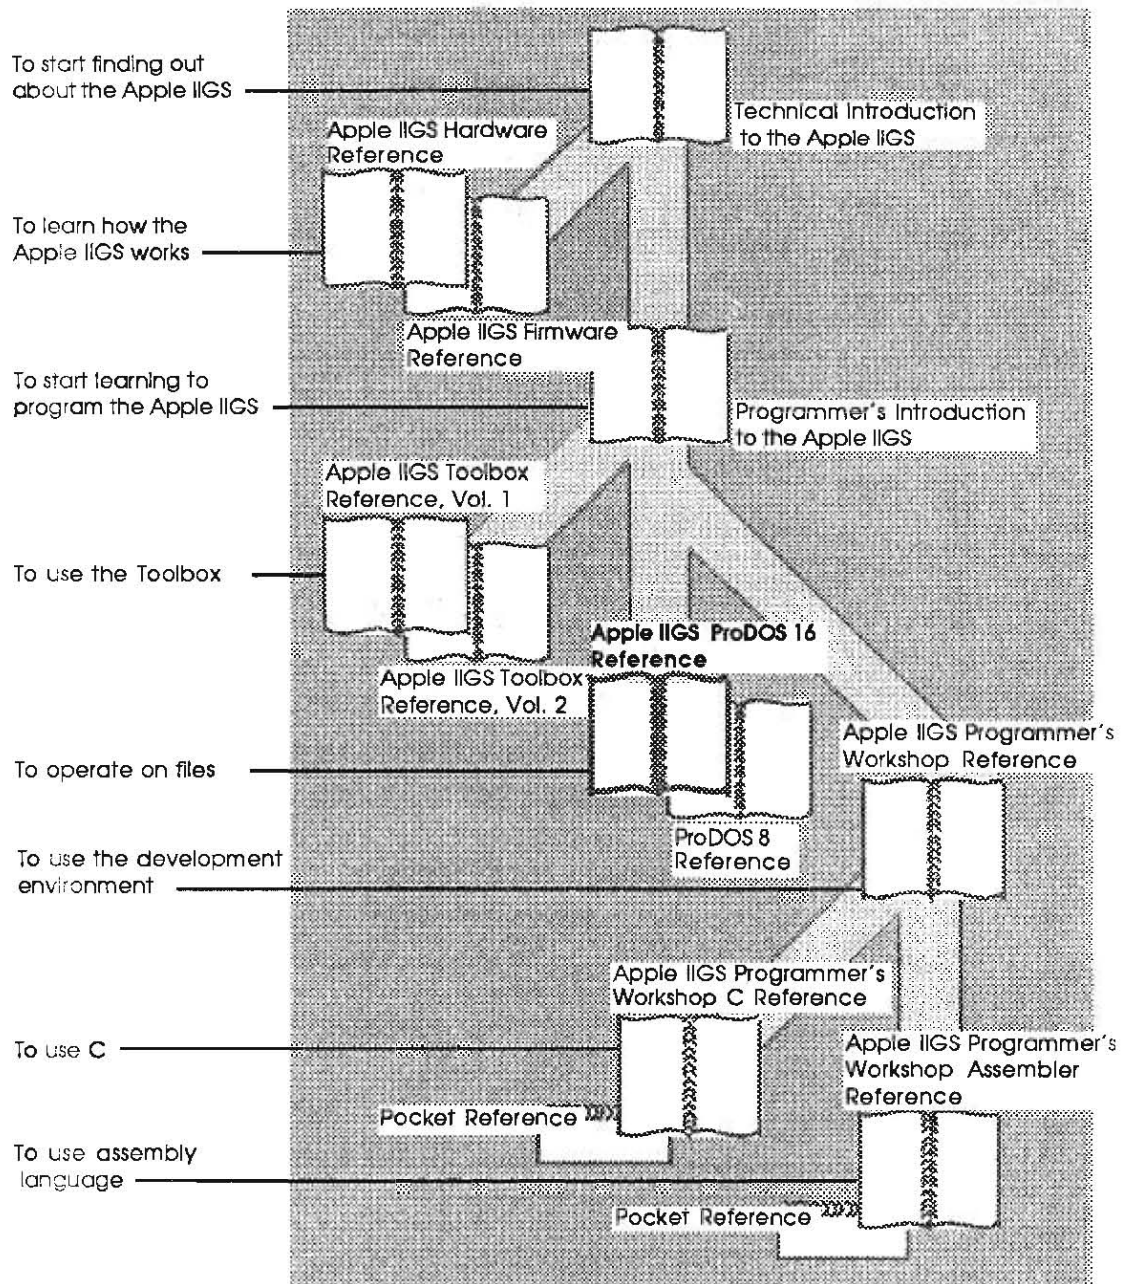 To start finding out
about the Apple IIGS
Technical Introduction
to the Apple IIGS
Apple IIGS Hardware
Reference
To learn how the
Apple IIGS works
Apple IIGS Firmware
Reference
To start learning to
program the Apple IIGS
Programmer's Introduction
to the Apple IIGS
Apple IIGS Toolbox
Reference, Vol. 1
To use the Toolbox
Apple IIGS Toolbox
Reference, Vol. 2
Apple IIGS ProDOS 16
Reference
To operate on files
ProDOS 8
Reference
Apple IIGS Programmer's
Workshop Reference
To use the development
environment
Apple IIGS Programmer's
Workshop C Reference
To use C
Pocket Reference
Apple IIGS Programmer's
Workshop Assembler
Reference
To use assembly
language
Pocket Reference